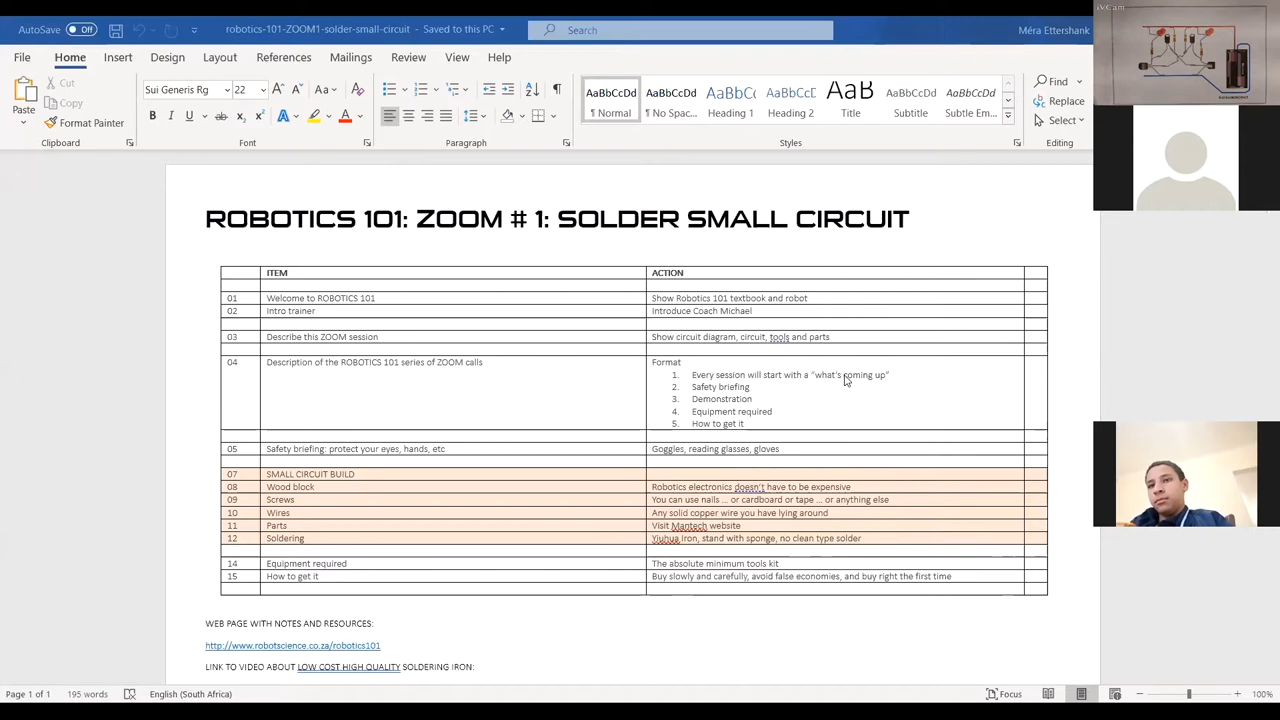 AutoSave Off robotics-101-ZOOM1-solder-small-circuit - Saved to this PC Search Méra Ettershank
iVCam
File Home Insert Design Layout References Mailings Review View Help
Paste Cut Copy Format Painter
Clipboard
Sui Generis Rg 22
Font
Paragraph
AaBbCcDd AaBbCcDd AaBbCc AaBbCcD AaB AaBbCcD AaBbCcDd
¶ Normal ¶ No Spac... Heading 1 Heading 2 Title Subtitle Subtle Em...
Styles
Find
Replace
Select
Editing
ROBOTICS 101: ZOOM # 1: SOLDER SMALL CIRCUIT
ITEM ACTION
01 Welcome to ROBOTICS 101 Show Robotics 101 textbook and robot
02 Intro trainer Introduce Coach Michael
03 Describe this ZOOM session Show circuit diagram, circuit, tools and parts
04 Description of the ROBOTICS 101 series of ZOOM calls Format
1. Every session will start with a “what’s coming up”
2. Safety briefing
3. Demonstration
4. Equipment required
5. How to get it
05 Safety briefing: protect your eyes, hands, etc Goggles, reading glasses, gloves
07 SMALL CIRCUIT BUILD
08 Wood block Robotics electronics doesn’t have to be expensive
09 Screws You can use nails ... or cardboard or tape ... or anything else
10 Wires Any solid copper wire you have lying around
11 Parts Visit Mantech website
12 Soldering Yiuhua Iron, stand with sponge, no clean type solder
14 Equipment required The absolute minimum tools kit
15 How to get it Buy slowly and carefully, avoid false economies, and buy right the first time
WEB PAGE WITH NOTES AND RESOURCES:
http://www.robotscience.co.za/robotics101
LINK TO VIDEO ABOUT LOW COST HIGH QUALITY SOLDERING IRON:
Page 1 of 1 195 words English (South Africa) Focus 100%